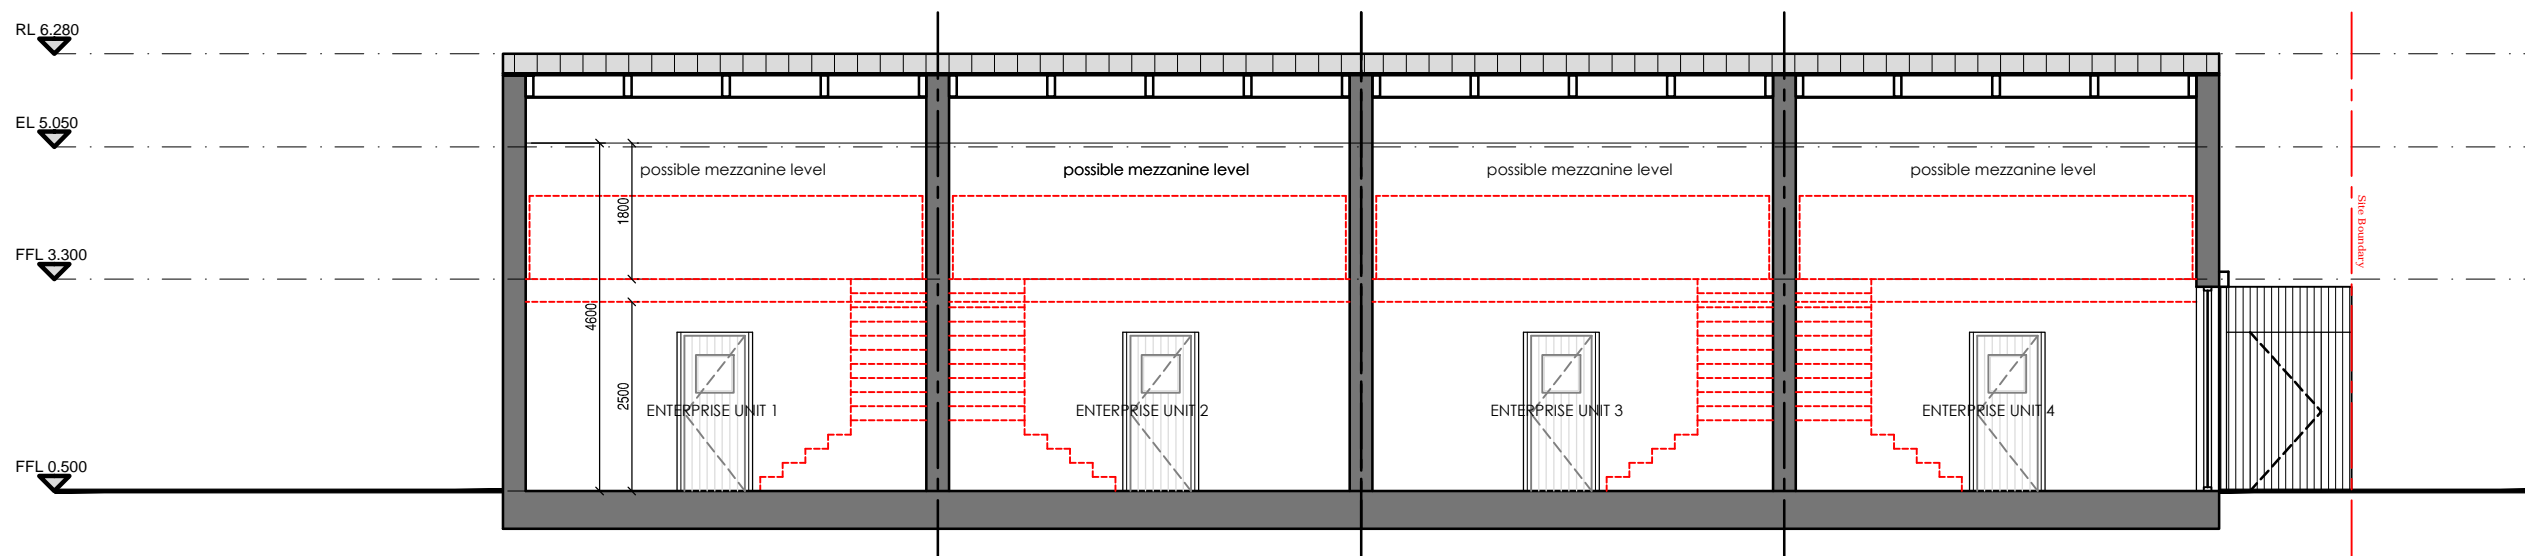 RL 6.280
EL 5.050
possible mezzanine level
possible mezzanine level
possible mezzanine level
possible mezzanine level
1800
Site Boundary
FFL 3.300
4600
2500
ENTERPRISE UNIT 1
ENTERPRISE UNIT 2
ENTERPRISE UNIT 3
ENTERPRISE UNIT 4
FFL 0.500